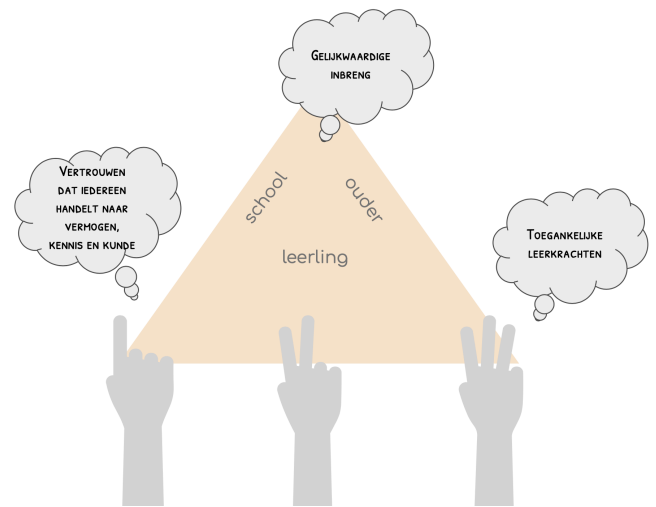 GELIJKWAARDIGE
INBRENG
VERTROUWEN
DAT IEDEREEN
HANDELT NAAR
VERMOGEN,
KENNIS EN KUNDE
school
ouder
leerling
TOEGANKELIJKE
LEERKRACHTEN